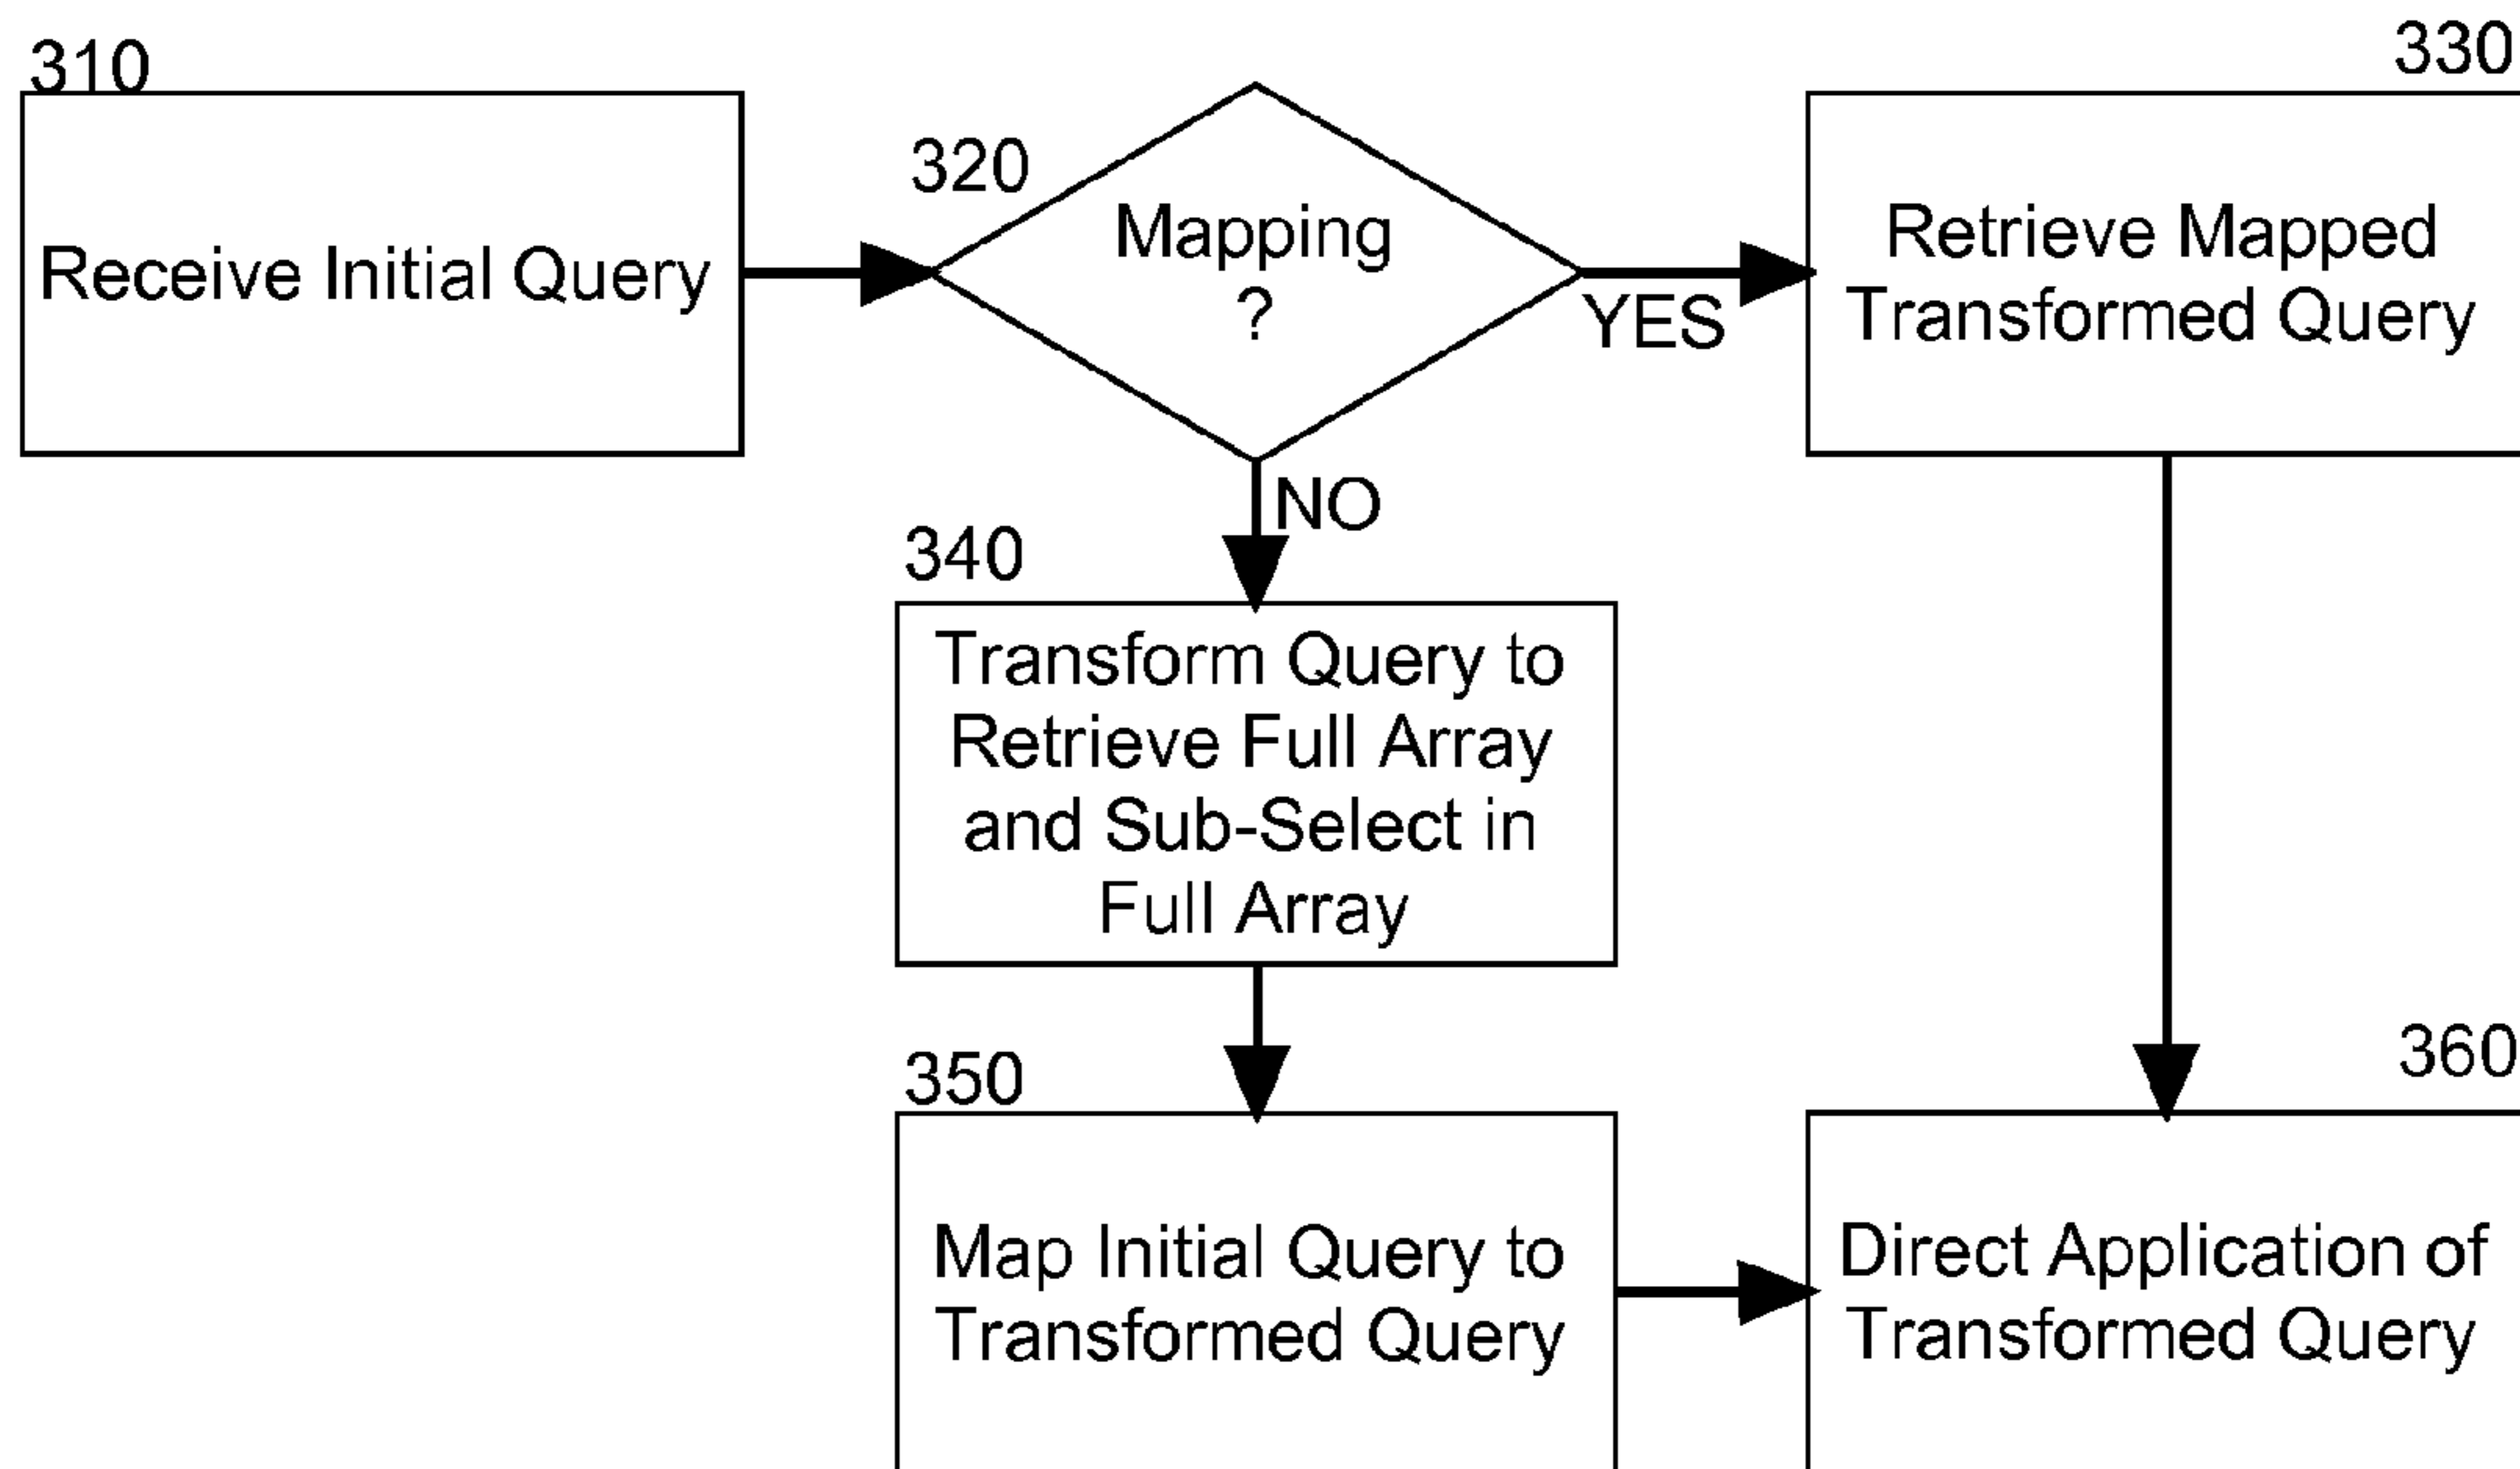 310
Receive Initial Query
320
Mapping
?
YES
330
Retrieve Mapped
Transformed Query
NO
340
Transform Query to
Retrieve Full Array
and Sub-Select in
Full Array
350
Map Initial Query to
Transformed Query
360
Direct Application of
Transformed Query